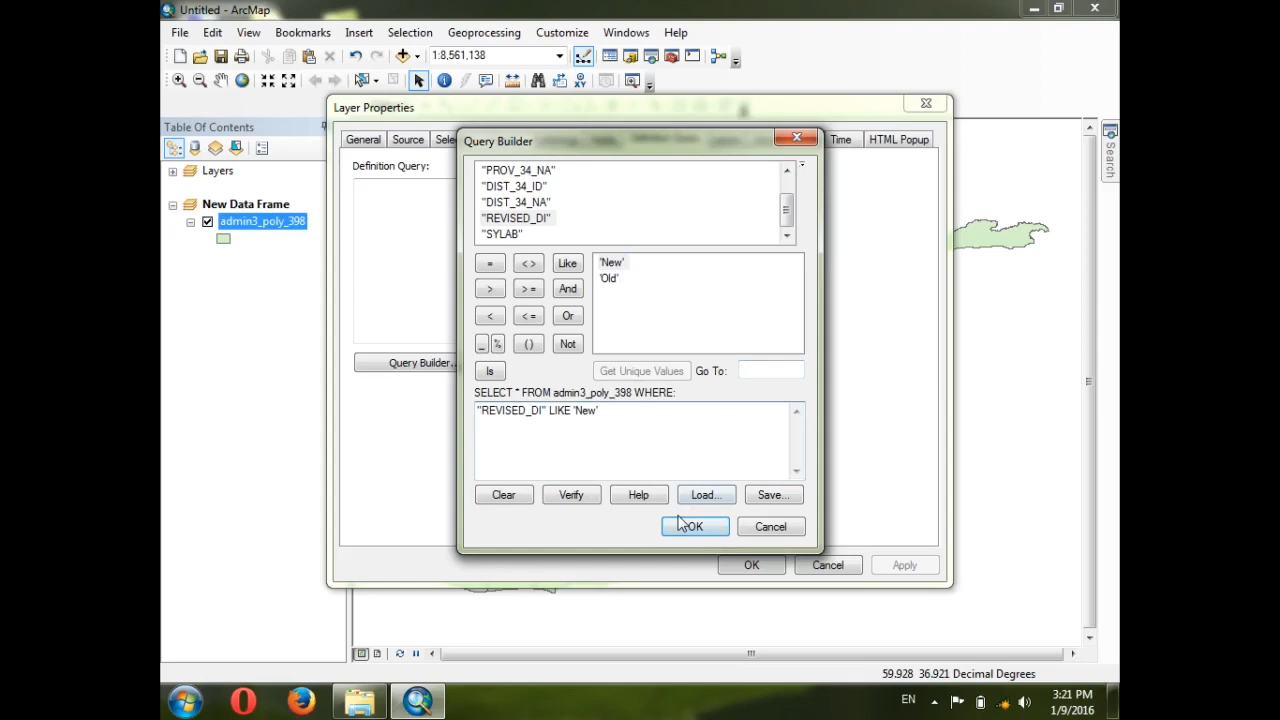 Untitled - ArcMap
File Edit View Bookmarks Insert Selection Geoprocessing Customize Windows Help
1:8,561,138
Table Of Contents
Layers
New Data Frame
admin3_poly_398
Layer Properties
General Source Time HTML Popup
Definition Query:
Query Builder...
Query Builder
"PROV_34_NA"
"DIST_34_ID"
"DIST_34_NA"
"REVISED_DI"
"SYLAB"
= < > Like
> > = And
< < = Or
_ % ( ) Not
Is
'New'
'Old'
Get Unique Values Go To:
SELECT * FROM admin3_poly_398 WHERE:
"REVISED_DI" LIKE 'New'
Clear Verify Help Load... Save...
OK Cancel
OK Cancel Apply
Search
59.928 36.921 Decimal Degrees
EN
3:21 PM
1/9/2016